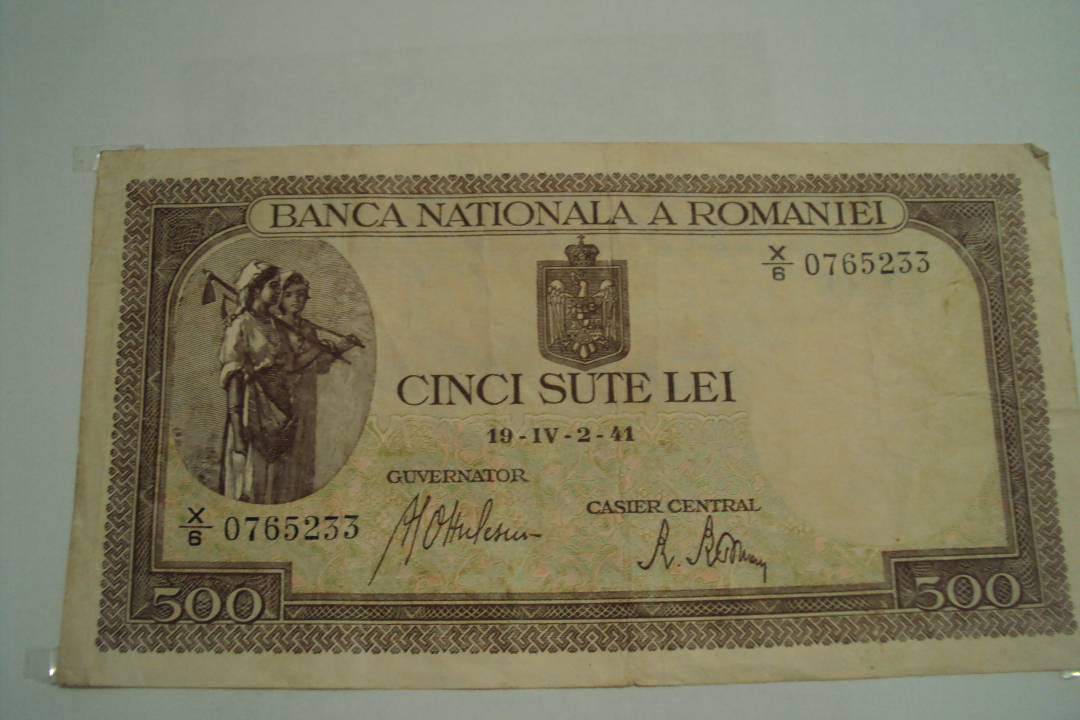 BANCA NATIONALA A ROMANIEI
X/6 0765233
CINCI SUTE LEI
19-IV-2-41
GUVERNATOR
CASIER CENTRAL
X/6 0765233
500
500